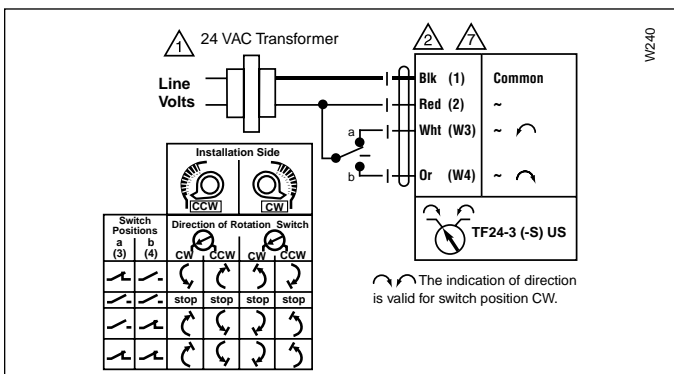 1 24 VAC Transformer
2 7
W240
Line
Volts
Blk (1) Common
Red (2) ~
Wht (W3) ~
a
b
Or (W4) ~
Installation Side
CCW CW
Switch
Positions
a b
(3) (4)
Direction of Rotation Switch
CW CCW CW CCW
stop stop stop stop
TF24-3 (-S) US
The indication of direction
is valid for switch position CW.